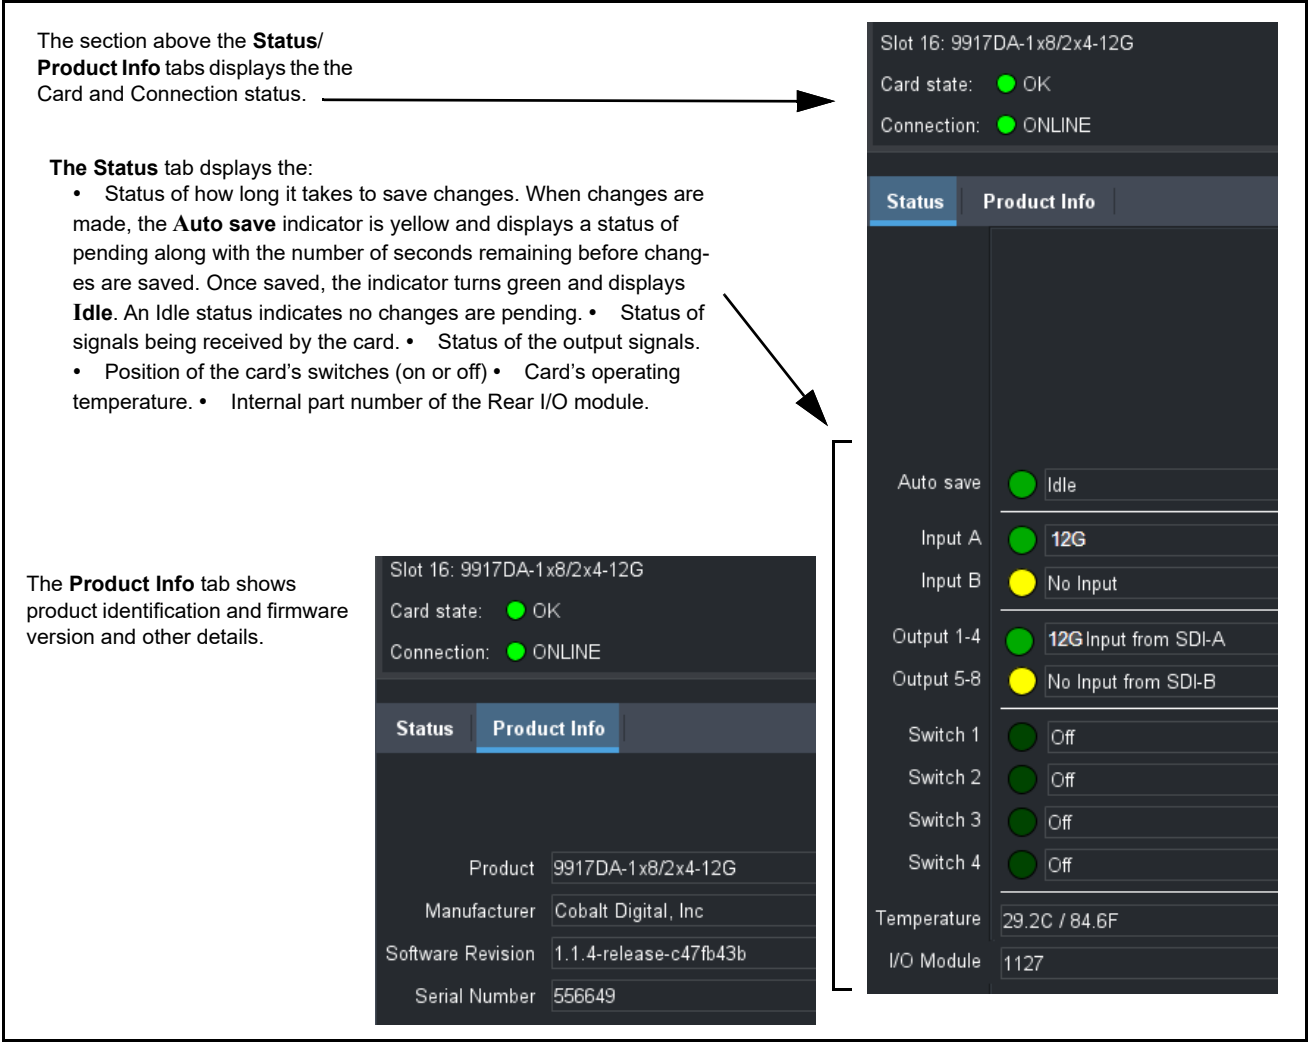 The section above the Status/
Product Info tabs displays the the
Card and Connection status.
The Status tab dsplays the:
• Status of how long it takes to save changes. When changes are
made, the Auto save indicator is yellow and displays a status of
pending along with the number of seconds remaining before chang-
es are saved. Once saved, the indicator turns green and displays
Idle. An Idle status indicates no changes are pending. • Status of
signals being received by the card. • Status of the output signals.
• Position of the card’s switches (on or off) • Card’s operating
temperature. • Internal part number of the Rear I/O module.
The Product Info tab shows
product identification and firmware
version and other details.
Slot 16: 9917DA-1x8/2x4-12G
Card state: OK
Connection: ONLINE
Status Product Info
Product 9917DA-1x8/2x4-12G
Manufacturer Cobalt Digital, Inc
Software Revision 1.1.4-release-c47fb43b
Serial Number 556649
Slot 16: 9917DA-1x8/2x4-12G
Card state: OK
Connection: ONLINE
Status Product Info
Auto save Idle
Input A 12G
Input B No Input
Output 1-4 12G Input from SDI-A
Output 5-8 No Input from SDI-B
Switch 1 Off
Switch 2 Off
Switch 3 Off
Switch 4 Off
Temperature 29.2C / 84.6F
I/O Module 1127